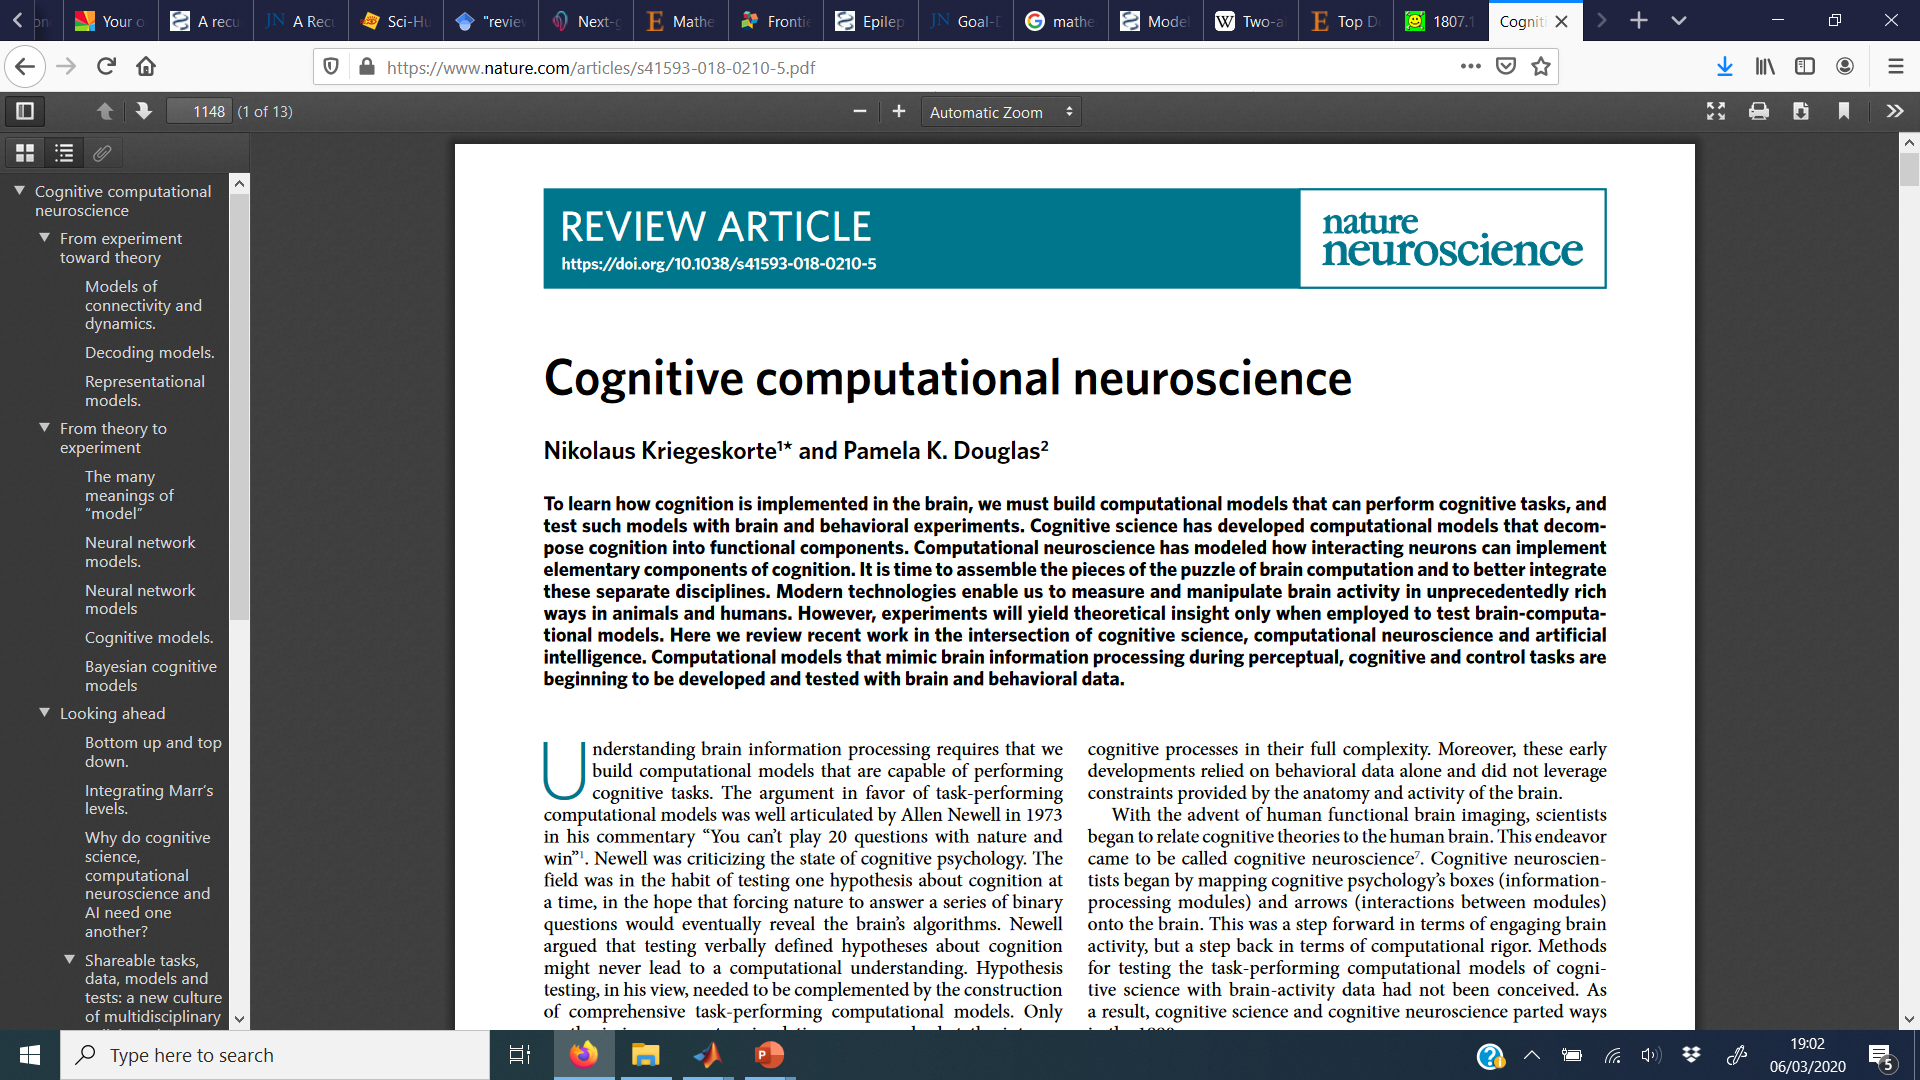 Your o
A recu
A Recu
Sci-Hu
"review
Next-g
Mathe
Frontie
Epilep
Goal-D
mathe
Model
Two-al
Top D
1807.1
Cogniti
https://www.nature.com/articles/s41593-018-0210-5.pdf
1148 (1 of 13)
Automatic Zoom
Cognitive computational
neuroscience
From experiment
toward theory
Models of
connectivity and
dynamics.
Decoding models.
Representational
models.
From theory to
experiment
The many
meanings of
“model”
Neural network
models.
Neural network
models
Cognitive models.
Bayesian cognitive
models
Looking ahead
Bottom up and top
down.
Integrating Marr’s
levels.
Why do cognitive
science,
computational
neuroscience and
AI need one
another?
Shareable tasks,
data, models and
tests: a new culture
of multidisciplinary
REVIEW ARTICLE
https://doi.org/10.1038/s41593-018-0210-5
nature
neuroscience
Cognitive computational neuroscience
Nikolaus Kriegeskorte1* and Pamela K. Douglas2
To learn how cognition is implemented in the brain, we must build computational models that can perform cognitive tasks, and
test such models with brain and behavioral experiments. Cognitive science has developed computational models that decom-
pose cognition into functional components. Computational neuroscience has modeled how interacting neurons can implement
elementary components of cognition. It is time to assemble the pieces of the puzzle of brain computation and to better integrate
these separate disciplines. Modern technologies enable us to measure and manipulate brain activity in unprecedentedly rich
ways in animals and humans. However, experiments will yield theoretical insight only when employed to test brain-computa-
tional models. Here we review recent work in the intersection of cognitive science, computational neuroscience and artificial
intelligence. Computational models that mimic brain information processing during perceptual, cognitive and control tasks are
beginning to be developed and tested with brain and behavioral data.
Understanding brain information processing requires that we
build computational models that are capable of performing
cognitive tasks. The argument in favor of task-performing
computational models was well articulated by Allen Newell in 1973
in his commentary “You can’t play 20 questions with nature and
win”1. Newell was criticizing the state of cognitive psychology. The
field was in the habit of testing one hypothesis about cognition at
a time, in the hope that forcing nature to answer a series of binary
questions would eventually reveal the brain’s algorithms. Newell
argued that testing verbally defined hypotheses about cognition
might never lead to a computational understanding. Hypothesis
testing, in his view, needed to be complemented by the construction
of comprehensive task-performing computational models. Only
cognitive processes in their full complexity. Moreover, these early
developments relied on behavioral data alone and did not leverage
constraints provided by the anatomy and activity of the brain.
With the advent of human functional brain imaging, scientists
began to relate cognitive theories to the human brain. This endeavor
came to be called cognitive neuroscience7. Cognitive neuroscien-
tists began by mapping cognitive psychology’s boxes (information-
processing modules) and arrows (interactions between modules)
onto the brain. This was a step forward in terms of engaging brain
activity, but a step back in terms of computational rigor. Methods
for testing the task-performing computational models of cogni-
tive science with brain-activity data had not been conceived. As
a result, cognitive science and cognitive neuroscience parted ways
Type here to search
19:02
06/03/2020
5